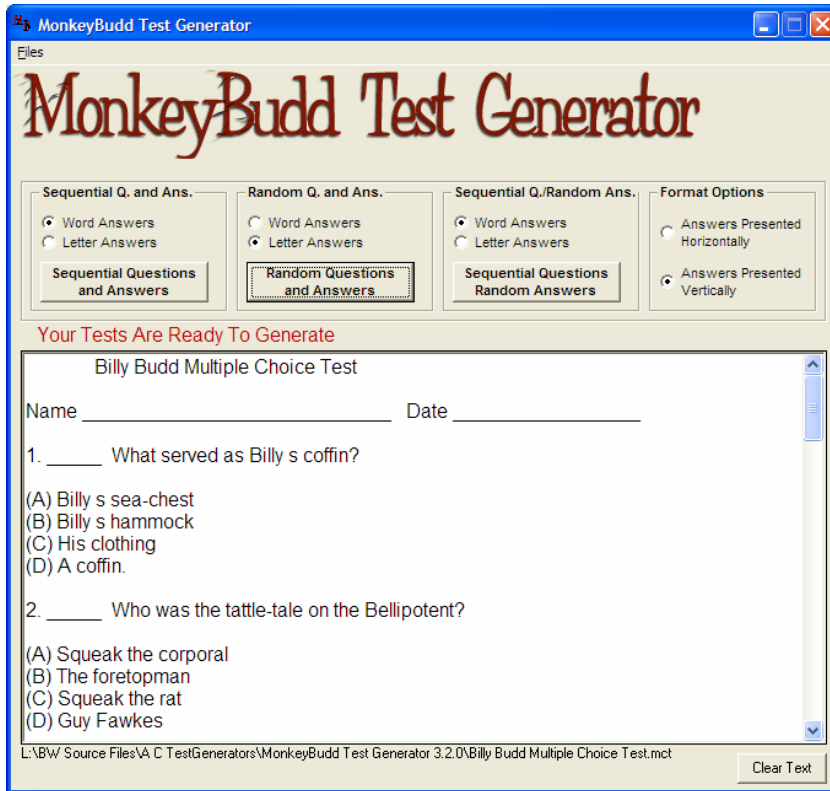 MonkeyBudd Test Generator
Files
MonkeyBudd Test Generator
Sequential Q. and Ans.
Word Answers
Letter Answers
Sequential Questions
and Answers
Random Q. and Ans.
Word Answers
Letter Answers
Random Questions
and Answers
Sequential Q./Random Ans.
Word Answers
Letter Answers
Sequential Questions
Random Answers
Format Options
Answers Presented
Horizontally
Answers Presented
Vertically
Your Tests Are Ready To Generate
Billy Budd Multiple Choice Test
Name ______________________________ Date __________________
1. _____ What served as Billy s coffin?
(A) Billy s sea-chest
(B) Billy s hammock
(C) His clothing
(D) A coffin.
2. _____ Who was the tattle-tale on the Bellipotent?
(A) Squeak the corporal
(B) The foretopman
(C) Squeak the rat
(D) Guy Fawkes
L:\BW Source Files\A C TestGenerators\MonkeyBudd Test Generator 3.2.0\Billy Budd Multiple Choice Test.mct
Clear Text